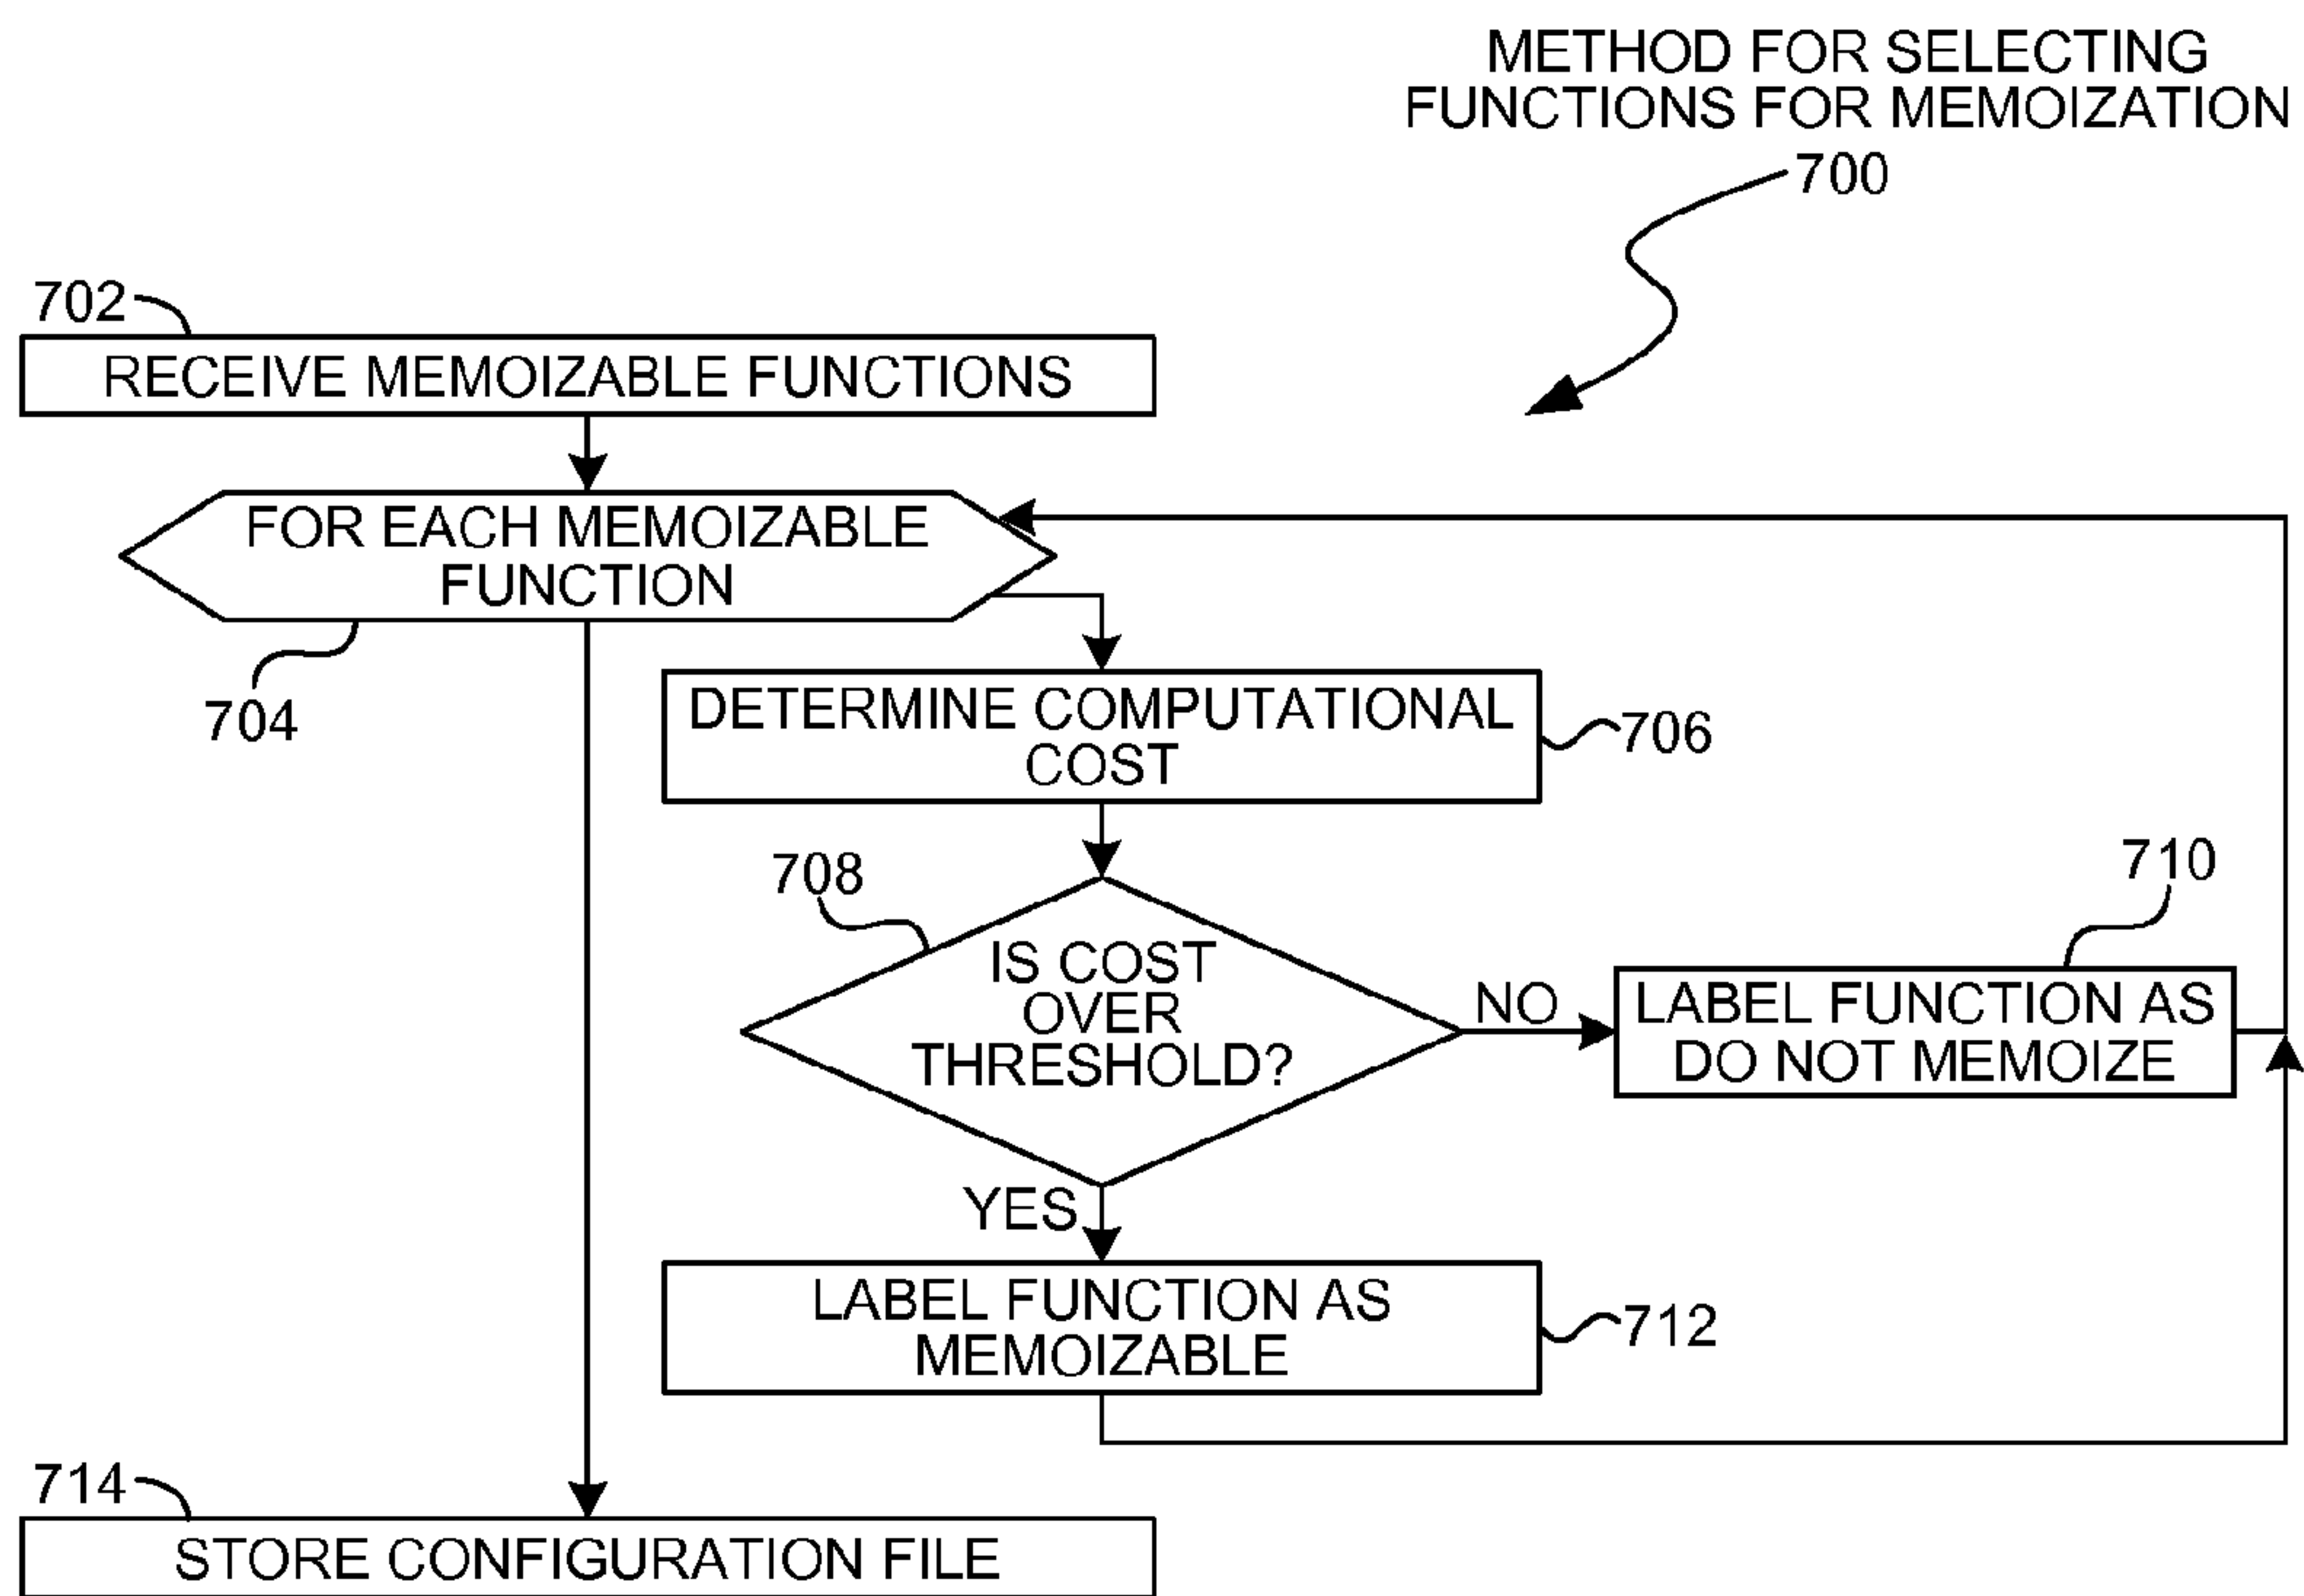 METHOD FOR SELECTING
FUNCTIONS FOR MEMOIZATION
700
702
RECEIVE MEMOIZABLE FUNCTIONS
FOR EACH MEMOIZABLE
FUNCTION
704
DETERMINE COMPUTATIONAL
COST
706
708
IS COST
OVER
THRESHOLD?
NO
710
LABEL FUNCTION AS
DO NOT MEMOIZE
YES
LABEL FUNCTION AS
MEMOIZABLE
712
714
STORE CONFIGURATION FILE